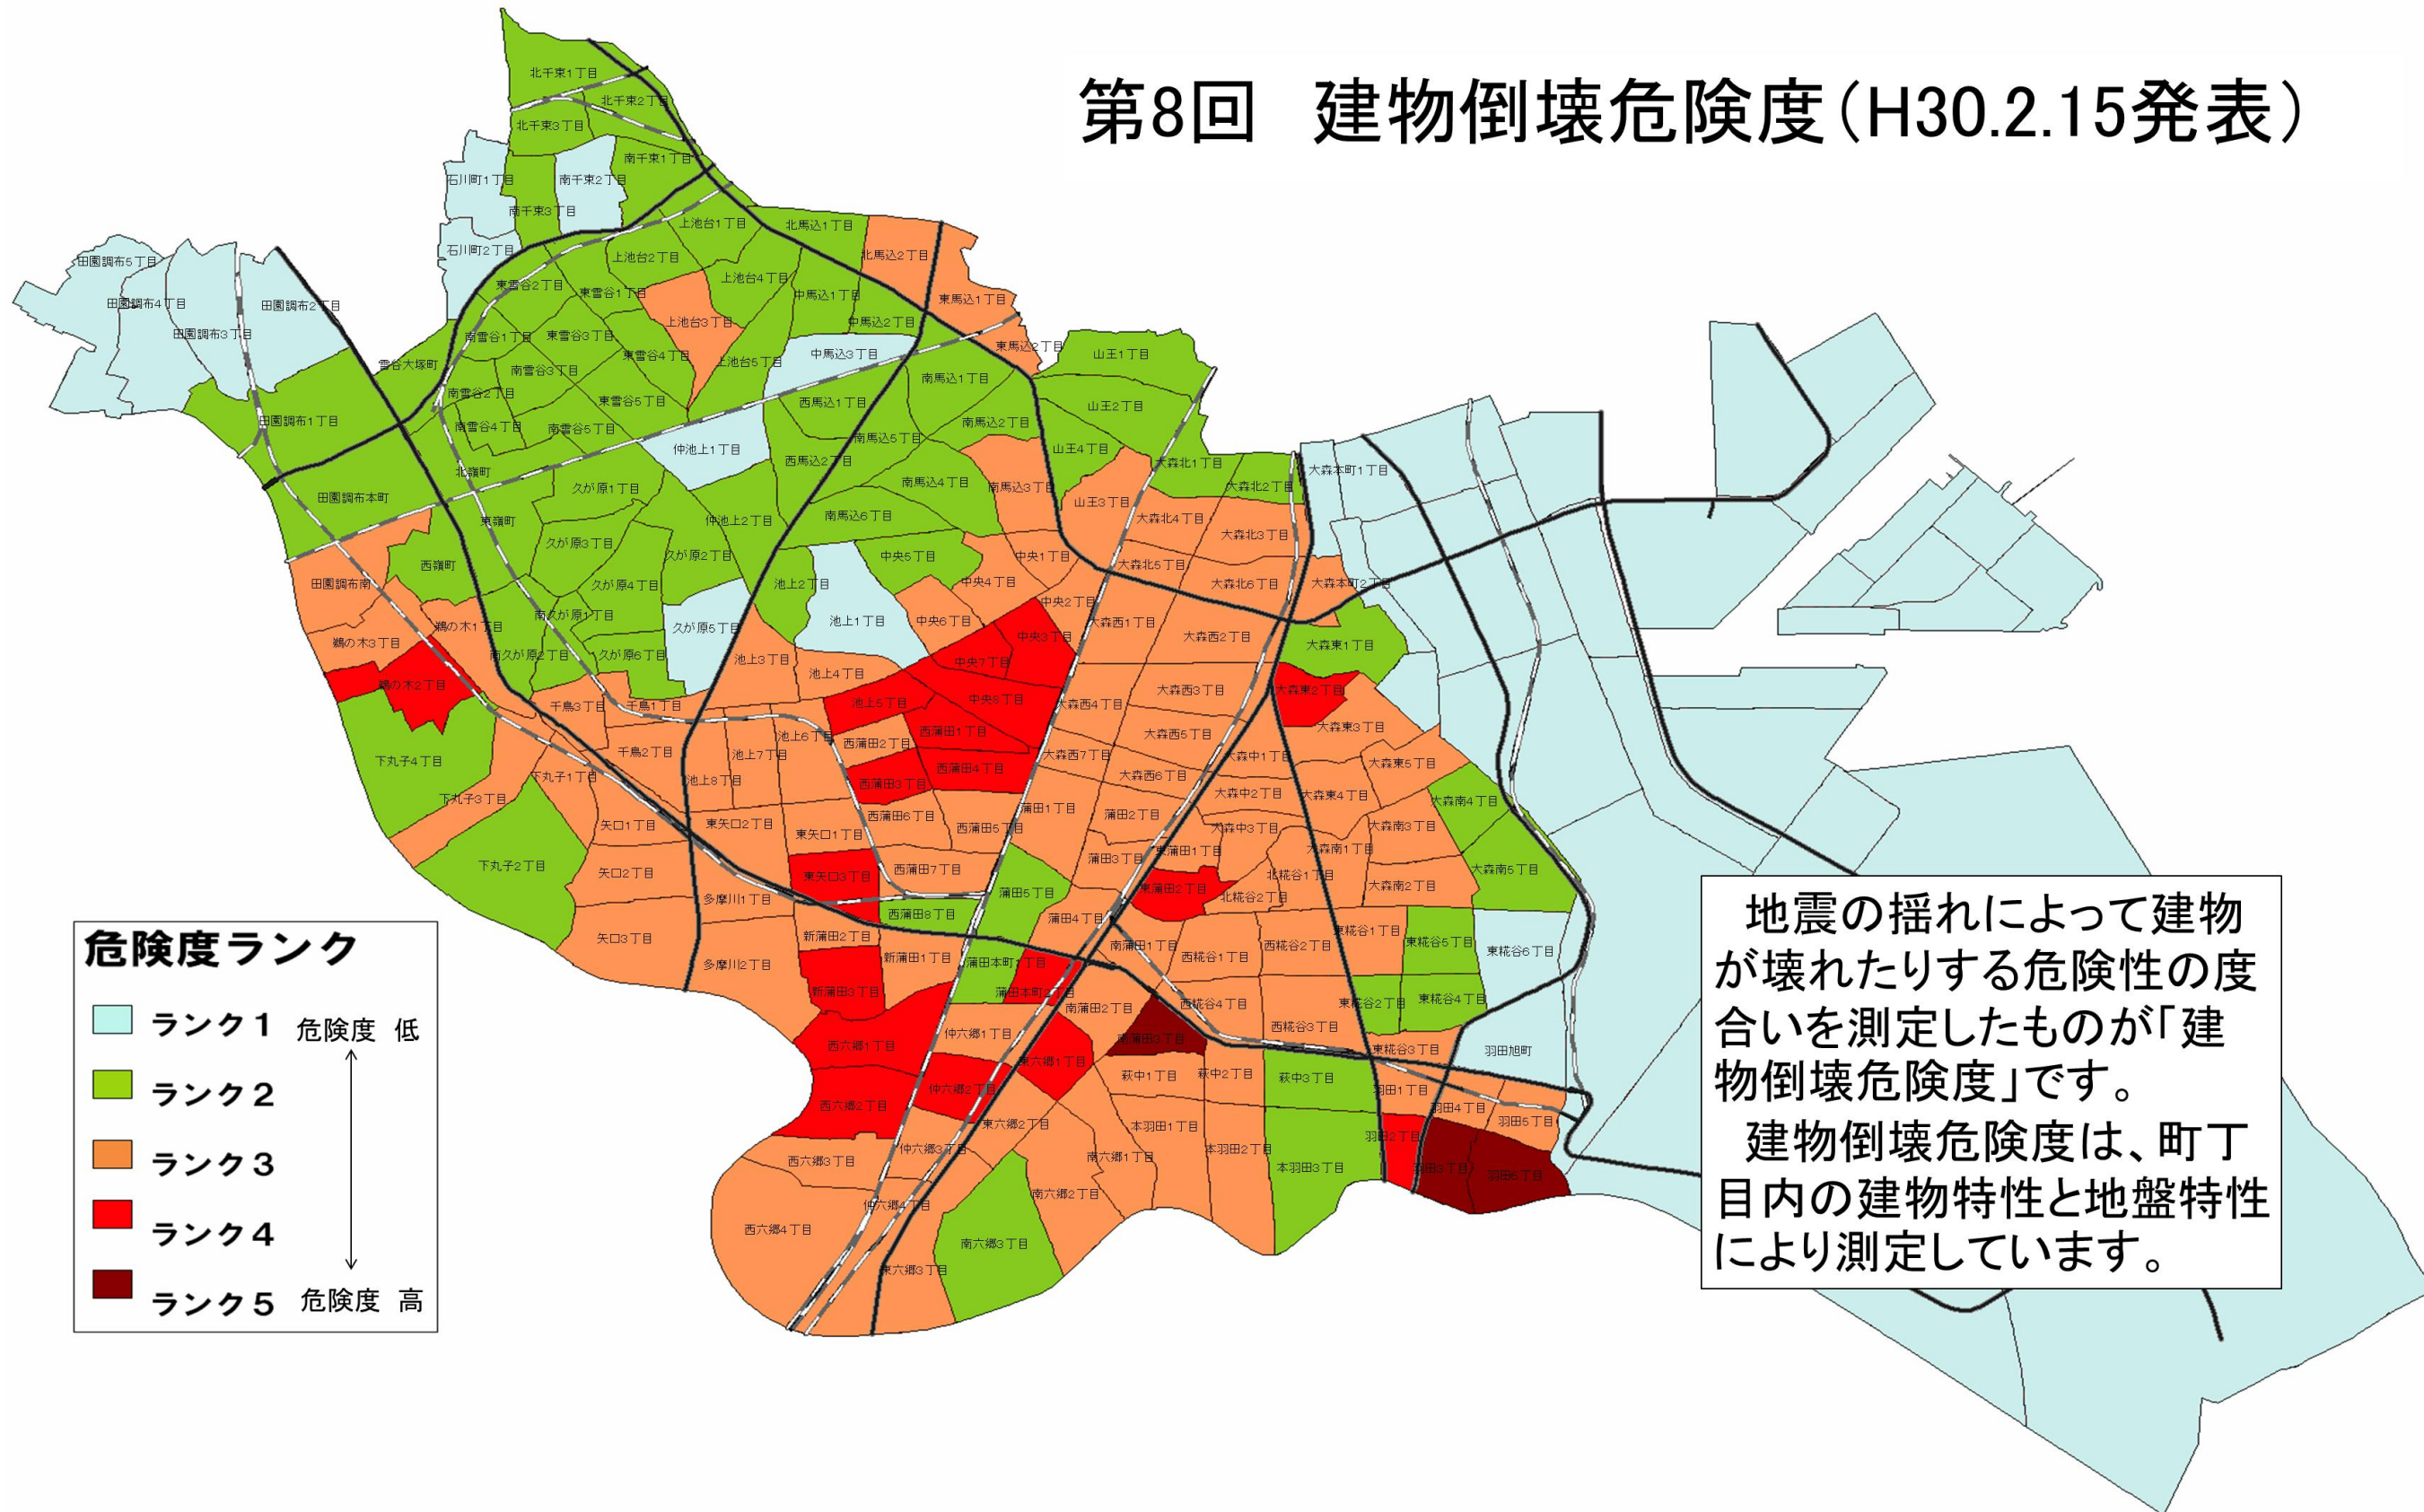 第8回　建物倒壊危険度（H30.2.15発表）
北千束1丁目
北千束2丁目
北千束3丁目
南千束1丁目
石川町1丁目
南千束2丁目
南千束3丁目
上池台1丁目
北馬込1丁目
石川町2丁目
上池台2丁目
北馬込2丁目
田園調布5丁目
上池台4丁目
東雪谷2丁目
東雪谷1丁目
中馬込1丁目
東馬込1丁目
田園調布4丁目
田園調布2丁目
上池台3丁目
中馬込2丁目
田園調布3丁目
南雪谷1丁目
東雪谷3丁目
東馬込2丁目
東雪谷4丁目
中馬込3丁目
山王1丁目
雪谷大塚町
上池台5丁目
南雪谷3丁目
南馬込1丁目
南雪谷2丁目
東雪谷5丁目
西馬込1丁目
山王2丁目
田園調布1丁目
南雪谷4丁目
南雪谷5丁目
南馬込2丁目
南馬込5丁目
仲池上1丁目
山王4丁目
西馬込2丁目
大森北1丁目
北嶺町
大森本町1丁目
南馬込4丁目
南馬込3丁目
大森北2丁目
久が原1丁目
田園調布本町
山王3丁目
東嶺町
仲池上2丁目
南馬込6丁目
大森北4丁目
大森北3丁目
久が原3丁目
久が原2丁目
中央5丁目
中央1丁目
西嶺町
大森北5丁目
田園調布南
久が原4丁目
池上2丁目
中央4丁目
大森北6丁目
大森本町2丁目
中央2丁目
南久が原1丁目
池上1丁目
中央6丁目
大森西1丁目
鵜の木1丁目
久が原5丁目
中央3丁目
大森西2丁目
鵜の木3丁目
大森東1丁目
南久が原2丁目
久が原6丁目
池上3丁目
中央7丁目
池上4丁目
鵜の木2丁目
大森西3丁目
大森東2丁目
中央8丁目
池上5丁目
大森西4丁目
千鳥3丁目
千鳥1丁目
大森東3丁目
西蒲田1丁目
大森西5丁目
池上6丁目
西蒲田2丁目
千鳥2丁目
池上7丁目
大森西7丁目
大森中1丁目
下丸子4丁目
大森東5丁目
西蒲田4丁目
下丸子1丁目
池上8丁目
西蒲田3丁目
大森西6丁目
大森中2丁目
大森東4丁目
下丸子3丁目
大森南4丁目
蒲田1丁目
西蒲田6丁目
蒲田2丁目
矢口1丁目
東矢口2丁目
東矢口1丁目
西蒲田5丁目
大森中3丁目
大森南3丁目
下丸子2丁目
蒲田3丁目
東蒲田1丁目
大森南1丁目
矢口2丁目
東矢口3丁目
西蒲田7丁目
北糀谷1丁目
大森南5丁目
蒲田5丁目
東蒲田2丁目
大森南2丁目
多摩川1丁目
北糀谷2丁目
西蒲田8丁目
蒲田4丁目
矢口3丁目
新蒲田2丁目
東糀谷1丁目
南蒲田1丁目
西糀谷2丁目
東糀谷5丁目
東糀谷6丁目
新蒲田1丁目
西糀谷1丁目
多摩川2丁目
蒲田本町1丁目
新蒲田3丁目
蒲田本町2丁目
南蒲田2丁目
西糀谷4丁目
東糀谷2丁目
東糀谷4丁目
西糀谷3丁目
仲六郷1丁目
西六郷1丁目
南蒲田3丁目
東糀谷3丁目
羽田旭町
東六郷1丁目
萩中1丁目
萩中2丁目
萩中3丁目
仲六郷2丁目
羽田1丁目
西六郷2丁目
羽田4丁目
羽田5丁目
東六郷2丁目
本羽田1丁目
羽田2丁目
仲六郷3丁目
本羽田2丁目
西六郷3丁目
南六郷1丁目
本羽田3丁目
羽田3丁目
羽田6丁目
南六郷2丁目
仲六郷4丁目
西六郷4丁目
南六郷3丁目
東六郷3丁目
危険度ランク
ランク1　危険度　低
ランク2
ランク3
ランク4
ランク5　危険度　高
地震の揺れによって建物
が壊れたりする危険性の度
合いを測定したものが「建
物倒壊危険度」です。
建物倒壊危険度は、町丁
目内の建物特性と地盤特性
により測定しています。